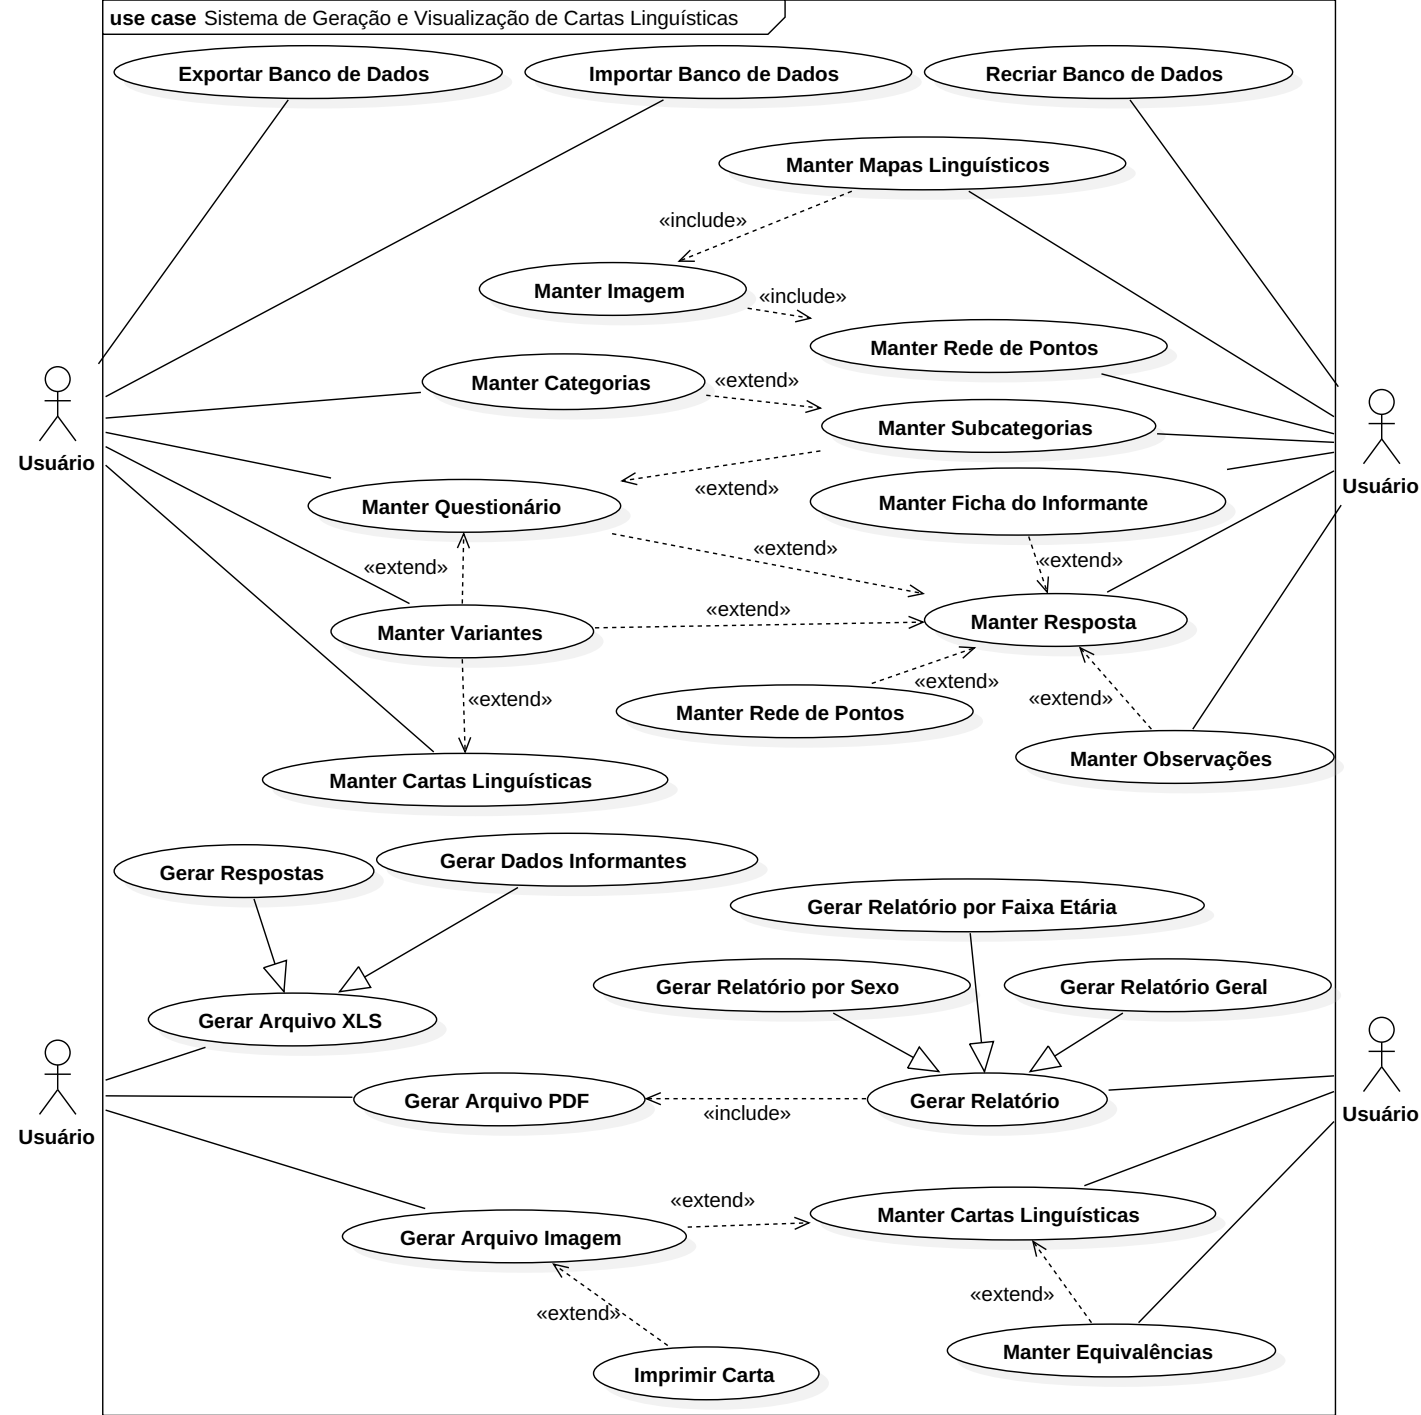 use case Sistema de Geração e Visualização de Cartas Linguísticas
Exportar Banco de Dados
Importar Banco de Dados
Recriar Banco de Dados
Manter Mapas Linguísticos
«include»
Manter Imagem
«include»
Manter Rede de Pontos
Manter Categorias
«extend»
Manter Subcategorias
Usuário
Usuário
«extend»
Manter Questionário
Manter Ficha do Informante
«extend»
«extend»
«extend»
«extend»
Manter Variantes
Manter Resposta
«extend»
«extend»
«extend»
Manter Rede de Pontos
Manter Observações
Manter Cartas Linguísticas
Gerar Respostas
Gerar Dados Informantes
Gerar Relatório por Faixa Etária
Gerar Relatório por Sexo
Gerar Relatório Geral
Gerar Arquivo XLS
Gerar Arquivo PDF
«include»
Gerar Relatório
Usuário
Usuário
«extend»
Manter Cartas Linguísticas
Gerar Arquivo Imagem
«extend»
«extend»
Manter Equivalências
Imprimir Carta